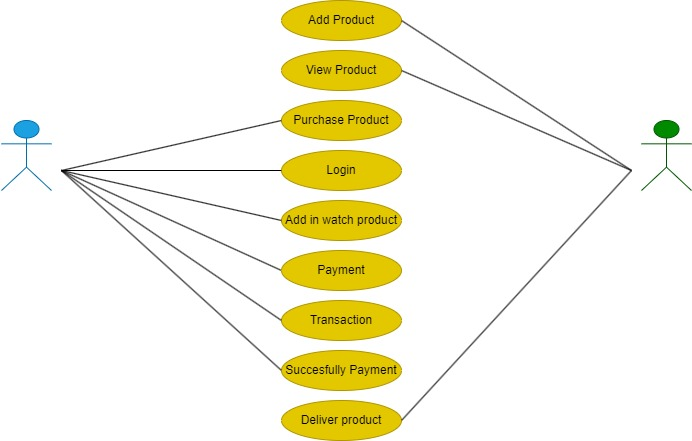 Add Product
View Product
Purchase Product
Login
Add in watch product
Payment
Transaction
Succesfully Payment
Deliver product